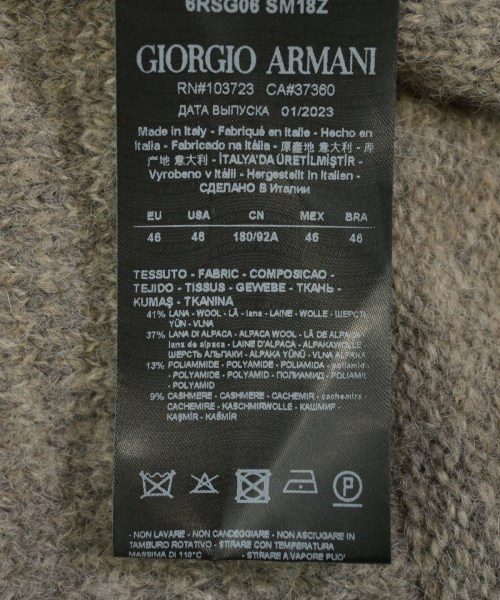 6RSG06 SM18Z
GIORGIO ARMANI
RN#103723 CA#37360
ДАТА ВЫПУСКА 01/2023
Made in Italy - Fabriqué en Italie - Hecho en
Italia - Fabricado na Itália - 原產地 意大利 - 原
产地 意大利 - İTALYA'DA ÜRETİLMİŞTİR -
Vyrobeno v Itálii - Hergestellt in Italien -
СДЕЛАНО В Италии
EU USA CN MEX BRA
46 46 180/92A 46 46
TESSUTO - FABRIC - COMPOSICAO -
TEJIDO - TISSUS - GEWEBE - ТКАНЬ -
KUMAŞ - TKANINA
41% LANA - WOOL - LÃ - lana - LAINE - WOLLE - ШЕРСТЬ
YÜN - VLNA
37% LANA DI ALPACA - ALPACA WOOL - LÃ DE ALPACA
lana de alpaca - LAINE D'ALPACA - ALPAKAWOLLE
ШЕРСТЬ АЛЬПАКИ - ALPAKA YÜNÜ - VLNA ALPAKA
13% POLIAMMIDE - POLYAMIDE - POLIAMIDA - poliamida
- POLYAMIDE - POLYAMID - ПОЛИАМИД - POLIAMID
- POLYAMID
9% CASHMERE - CASHMERE - CACHEMIR - cachemira
- CACHEMIRE - KASCHMIRWOLLE - КАШМИР -
KAŞMİR - KAŠMÍR
P
- NON LAVARE - NON CANDEGGIARE - NON ASCIUGARE IN
TAMBURO ROTATIVO - STIRARE CON TEMPERATURA
MASSIMA DI 110°C - STIRARE A VAPORE PUO'